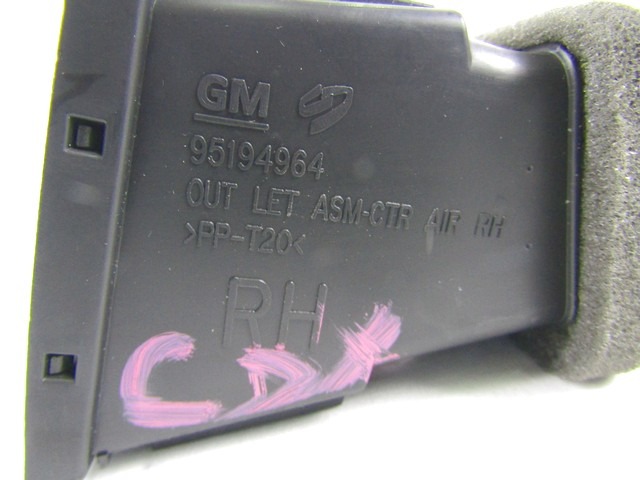 GM
95194964
OUT LET ASM-CTR AIR RH
>PP-T20<
RH